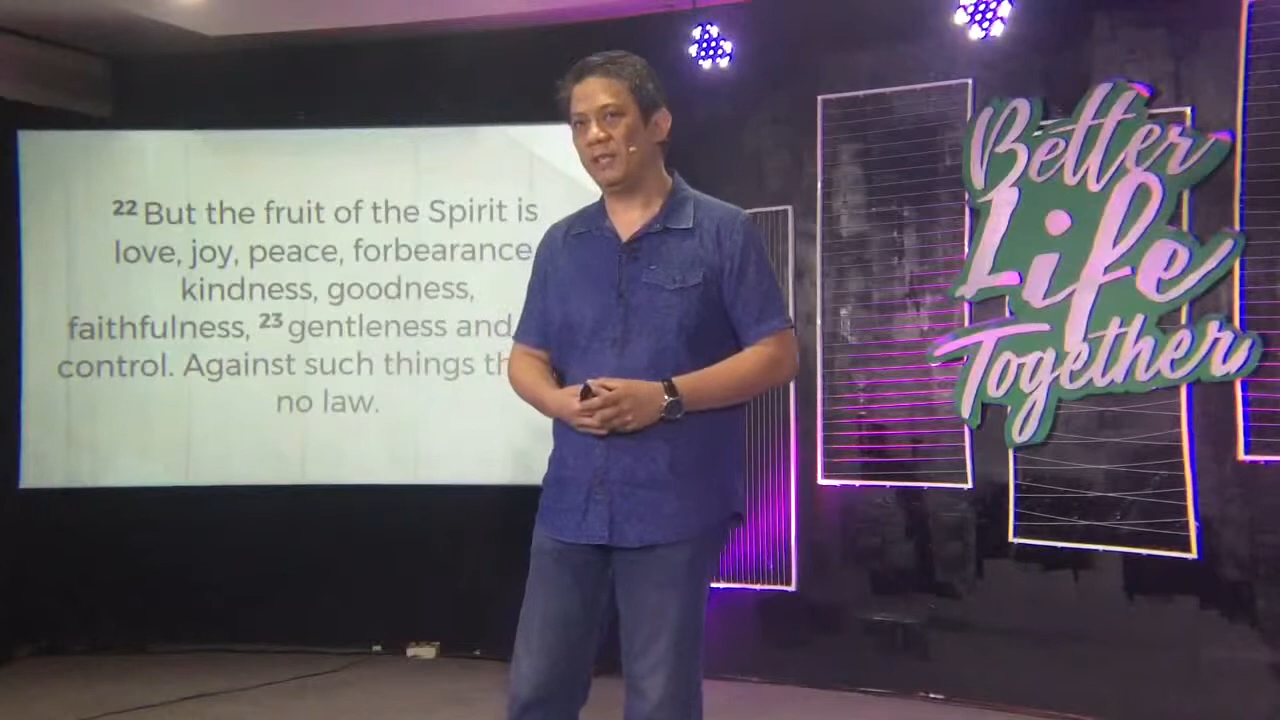 22 But the fruit of the Spirit is
love, joy, peace, forbearance
kindness, goodness,
faithfulness, 23 gentleness and
control. Against such things
no law.
Better
Life
Together